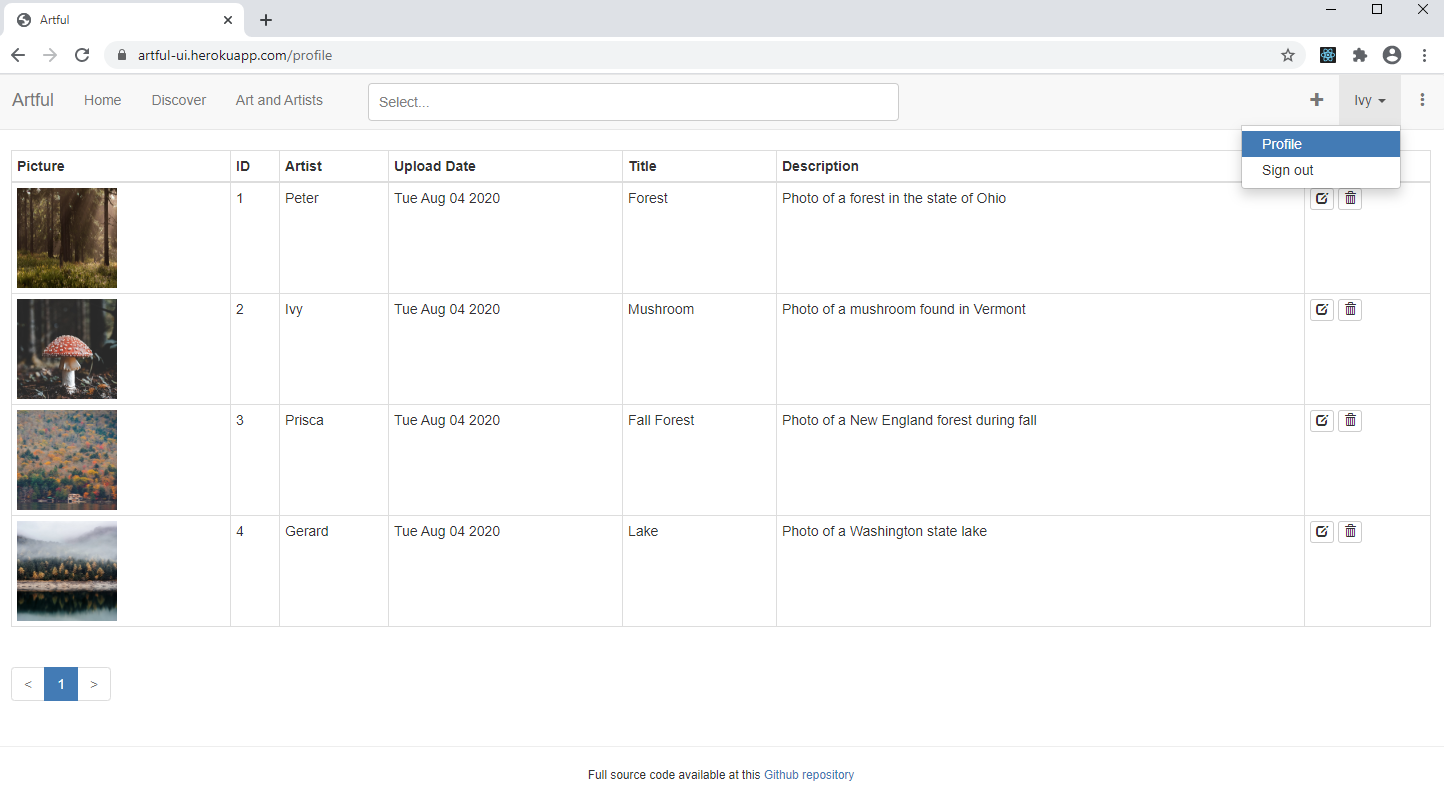 Artful
artful-ui.herokuapp.com/profile
Artful Home Discover Art and Artists Select... Ivy
Profile
Sign out
Picture ID Artist Upload Date Title Description
1 Peter Tue Aug 04 2020 Forest Photo of a forest in the state of Ohio
2 Ivy Tue Aug 04 2020 Mushroom Photo of a mushroom found in Vermont
3 Prisca Tue Aug 04 2020 Fall Forest Photo of a New England forest during fall
4 Gerard Tue Aug 04 2020 Lake Photo of a Washington state lake
< 1 >
Full source code available at this Github repository